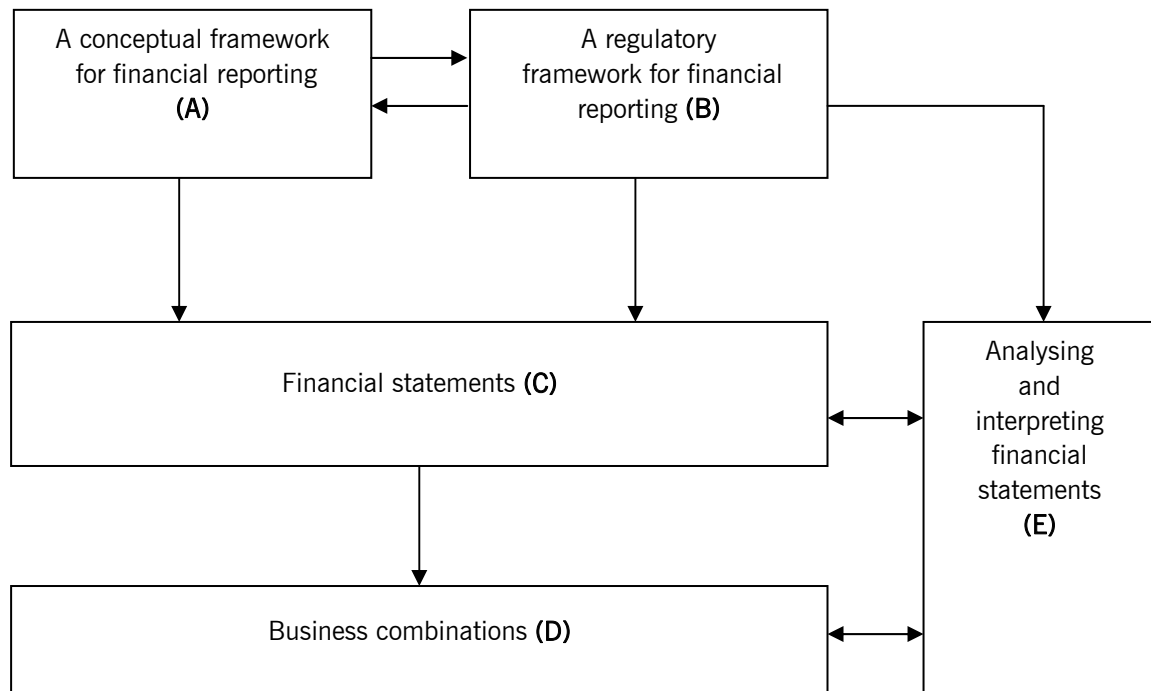 A conceptual framework
for financial reporting
(A)
A regulatory
framework for financial
reporting (B)
Financial statements (C)
Analysing
and
interpreting
financial
statements
(E)
Business combinations (D)